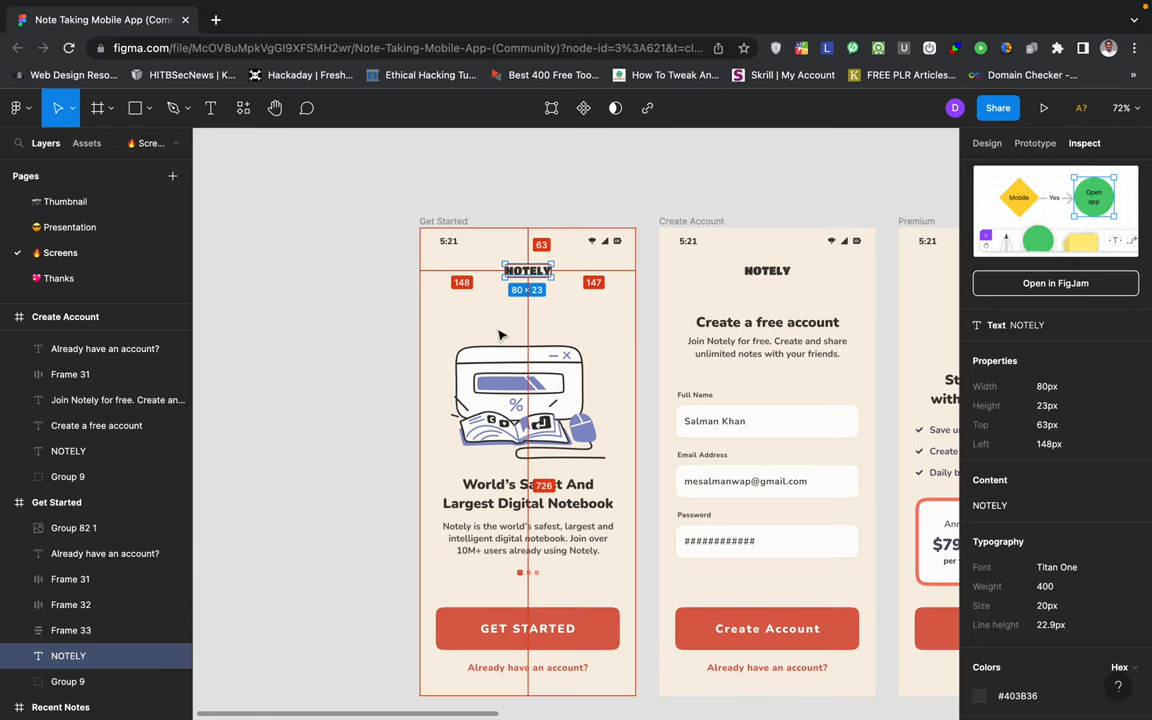 Note Taking Mobile App (Comm
figma.com/file/McOV8uMpkVgGI9XFSMH2wr/Note-Taking-Mobile-App-(Community)?node-id=3%3A621&t=cl...
Web Design Reso...
HITBSecNews | K...
Hackaday | Fresh...
Ethical Hacking Tu...
Best 400 Free Too...
How To Tweak An...
Skrill | My Account
FREE PLR Articles...
Domain Checker -...
»
D
Share
A?
72%
Layers
Assets
Scre...
Design
Prototype
Inspect
Pages
Thumbnail
Presentation
Screens
Thanks
Create Account
Already have an account?
Frame 31
Join Notely for free. Create an...
Create a free account
NOTELY
Group 9
Get Started
Group 82 1
Already have an account?
Frame 31
Frame 32
Frame 33
NOTELY
Group 9
Recent Notes
Get Started
5:21
63
NOTELY
148
147
80 × 23
%
726
World's Safest And
Largest Digital Notebook
Notely is the world's safest, largest and
intelligent digital notebook. Join over
10M+ users already using Notely.
GET STARTED
Already have an account?
Create Account
5:21
NOTELY
Create a free account
Join Notely for free. Create and share
unlimited notes with your friends.
Full Name
Salman Khan
Email Address
mesalmanwap@gmail.com
Password
############
Create Account
Already have an account?
Premium
5:21
St
with
Save u
Create
Daily b
Ann
$79
per y
Mobile
Yes
Open
app
Open in FigJam
Text NOTELY
Properties
Width 80px
Height 23px
Top 63px
Left 148px
Content
NOTELY
Typography
Font Titan One
Weight 400
Size 20px
Line height 22.9px
Colors
Hex
#403B36
?